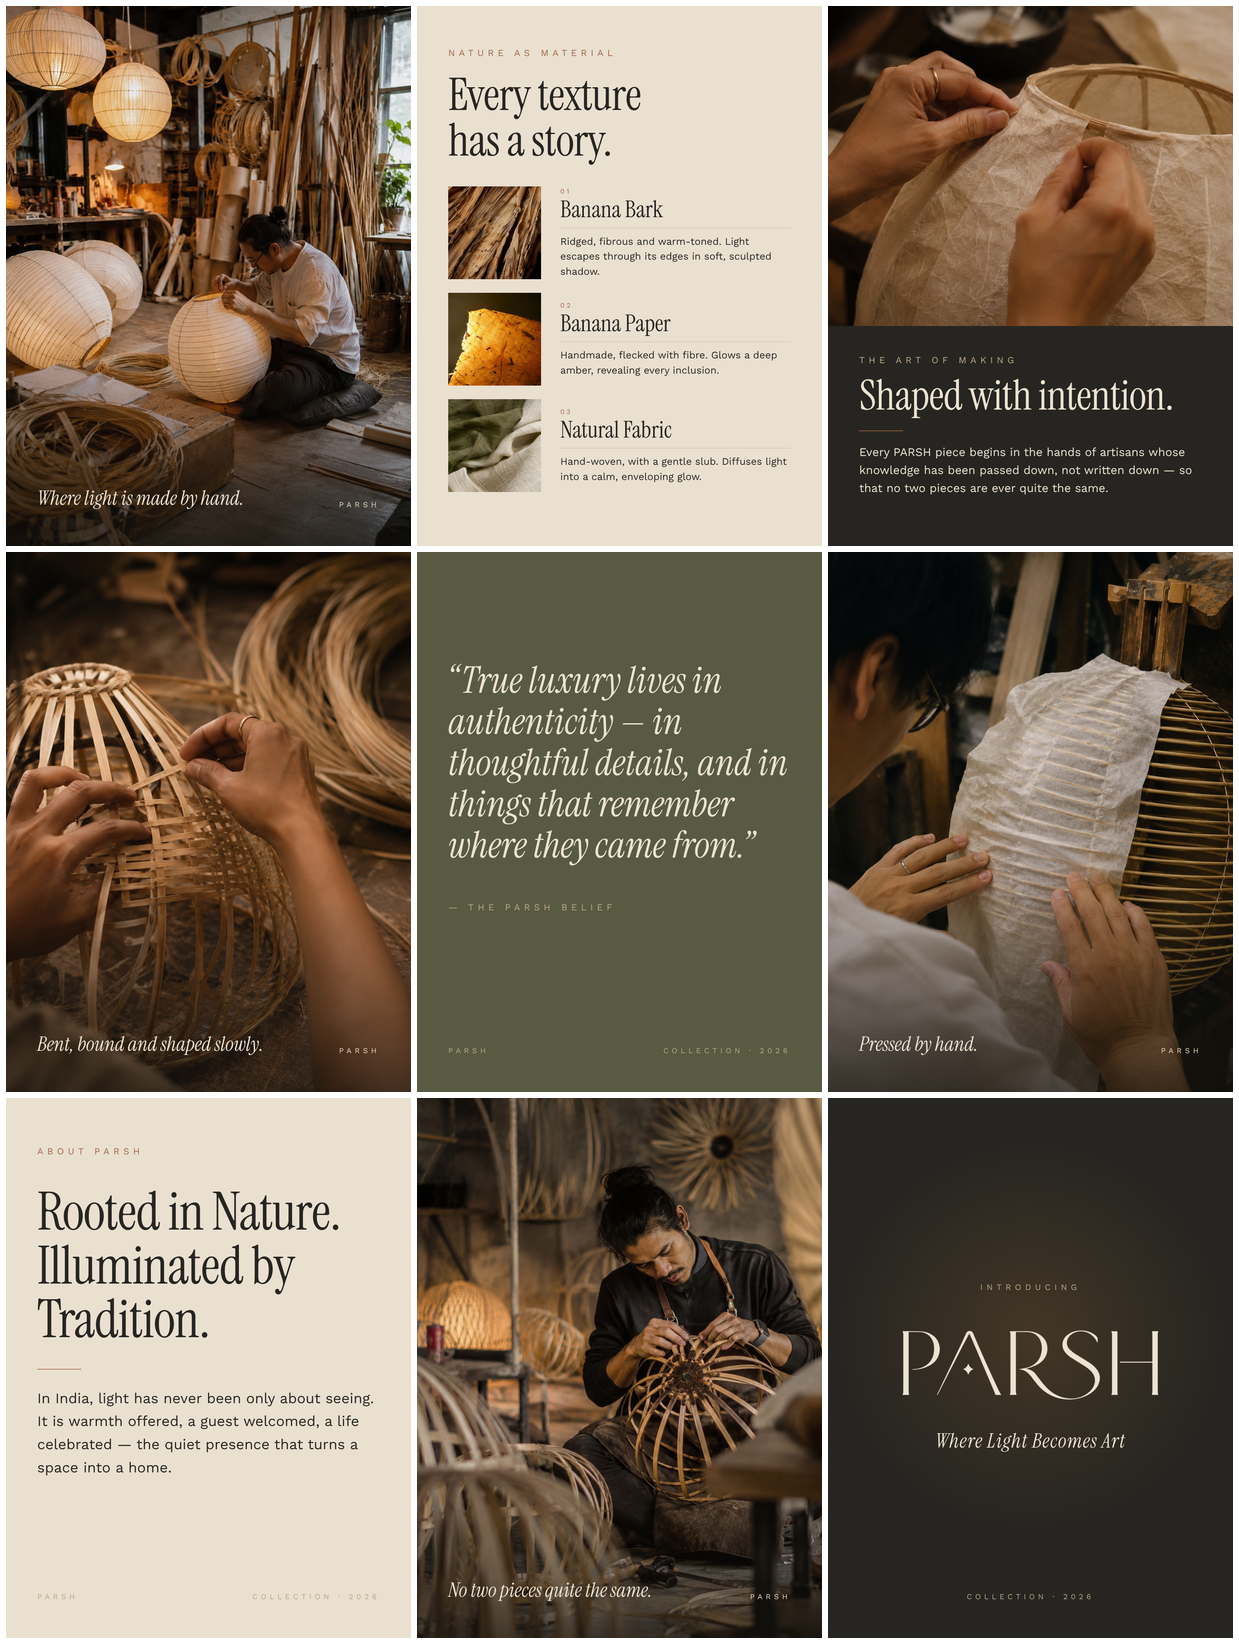 Where light is made by hand.
PARSH
NATURE AS MATERIAL
Every texture
has a story.
01
Banana Bark
Ridged, fibrous and warm-toned. Light
escapes through its edges in soft, sculpted
shadow.
02
Banana Paper
Handmade, flecked with fibre. Glows a deep
amber, revealing every inclusion.
03
Natural Fabric
Hand-woven, with a gentle slub. Diffuses light
into a calm, enveloping glow.
THE ART OF MAKING
Shaped with intention.
Every PARSH piece begins in the hands of artisans whose
knowledge has been passed down, not written down — so
that no two pieces are ever quite the same.
Bent, bound and shaped slowly.
PARSH
“True luxury lives in
authenticity — in
thoughtful details, and in
things that remember
where they came from.”
— THE PARSH BELIEF
PARSH
COLLECTION · 2026
Pressed by hand.
PARSH
ABOUT PARSH
Rooted in Nature.
Illuminated by
Tradition.
In India, light has never been only about seeing.
It is warmth offered, a guest welcomed, a life
celebrated — the quiet presence that turns a
space into a home.
PARSH
COLLECTION · 2026
No two pieces quite the same.
PARSH
INTRODUCING
PARSH
Where Light Becomes Art
COLLECTION · 2026